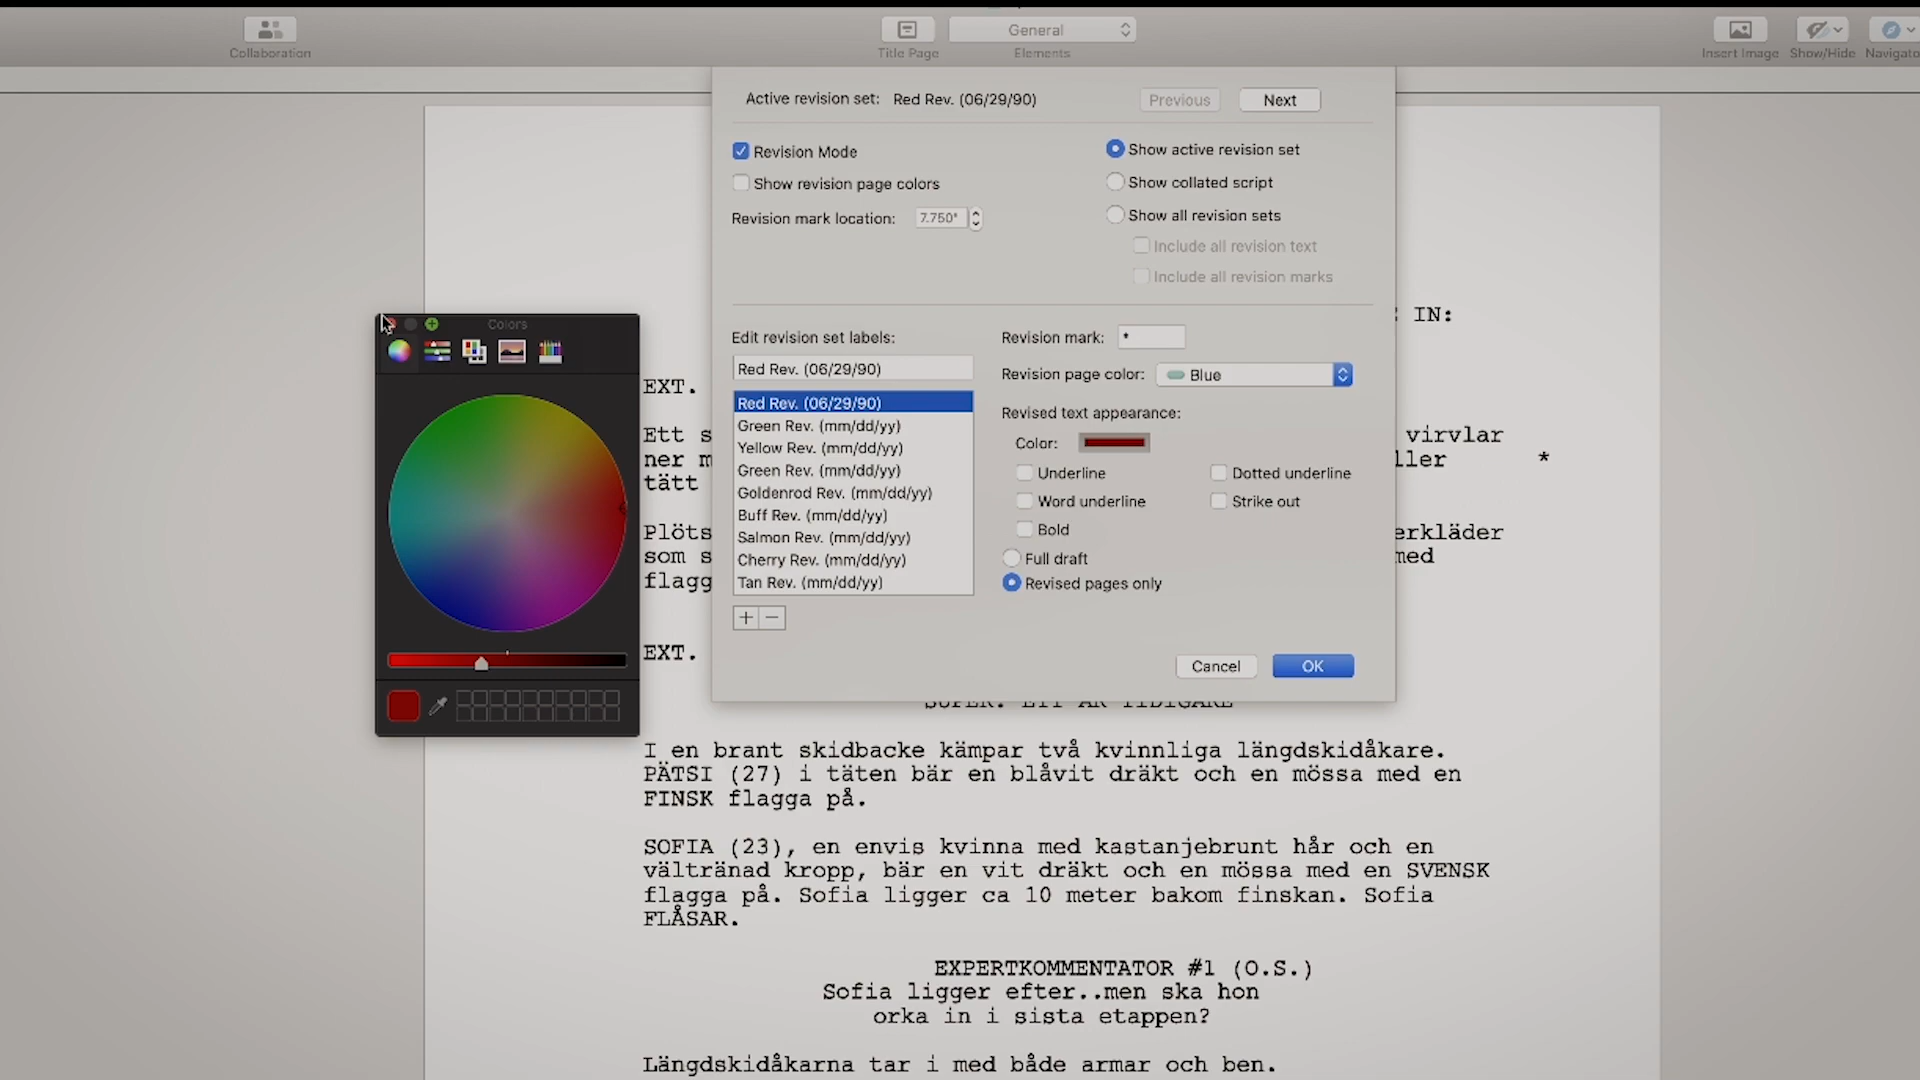 Collaboration
Title Page
General
Elements
Insert Image
Show/Hide
Navigato
Active revision set: Red Rev. (06/29/90)
Previous
Next
Revision Mode
Show revision page colors
Revision mark location: 7.750"
Show active revision set
Show collated script
Show all revision sets
Include all revision text
Include all revision marks
Edit revision set labels:
Red Rev. (06/29/90)
Red Rev. (06/29/90)
Green Rev. (mm/dd/yy)
Yellow Rev. (mm/dd/yy)
Green Rev. (mm/dd/yy)
Goldenrod Rev. (mm/dd/yy)
Buff Rev. (mm/dd/yy)
Salmon Rev. (mm/dd/yy)
Cherry Rev. (mm/dd/yy)
Tan Rev. (mm/dd/yy)
+ −
Revision mark: *
Revision page color: Blue
Revised text appearance:
Color:
Underline
Dotted underline
Word underline
Strike out
Bold
Full draft
Revised pages only
Cancel
OK
Colors
IN:
EXT.
Ett s virvlar
ner m ller *
tätt
Plöts erkläder
som s med
flagg
EXT.
SUPER: ETT ÅR TIDIGARE
I en brant skidbacke kämpar två kvinnliga längdskidåkare.
PÄTSI (27) i täten bär en blåvit dräkt och en mössa med en
FINSK flagga på.
SOFIA (23), en envis kvinna med kastanjebrunt hår och en
vältränad kropp, bär en vit dräkt och en mössa med en SVENSK
flagga på. Sofia ligger ca 10 meter bakom finskan. Sofia
FLÅSAR.
EXPERTKOMMENTATOR #1 (O.S.)
Sofia ligger efter..men ska hon
orka in i sista etappen?
Längdskidåkarna tar i med både armar och ben.